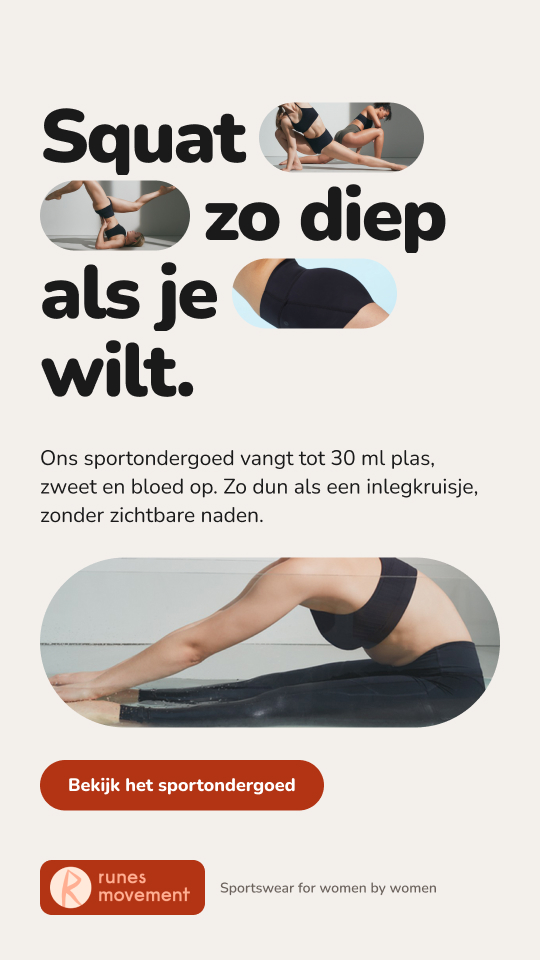 Squat
zo diep
als je
wilt.
Ons sportondergoed vangt tot 30 ml plas,
zweet en bloed op. Zo dun als een inlegkruisje,
zonder zichtbare naden.
Bekijk het sportondergoed
runes
movement
Sportswear for women by women